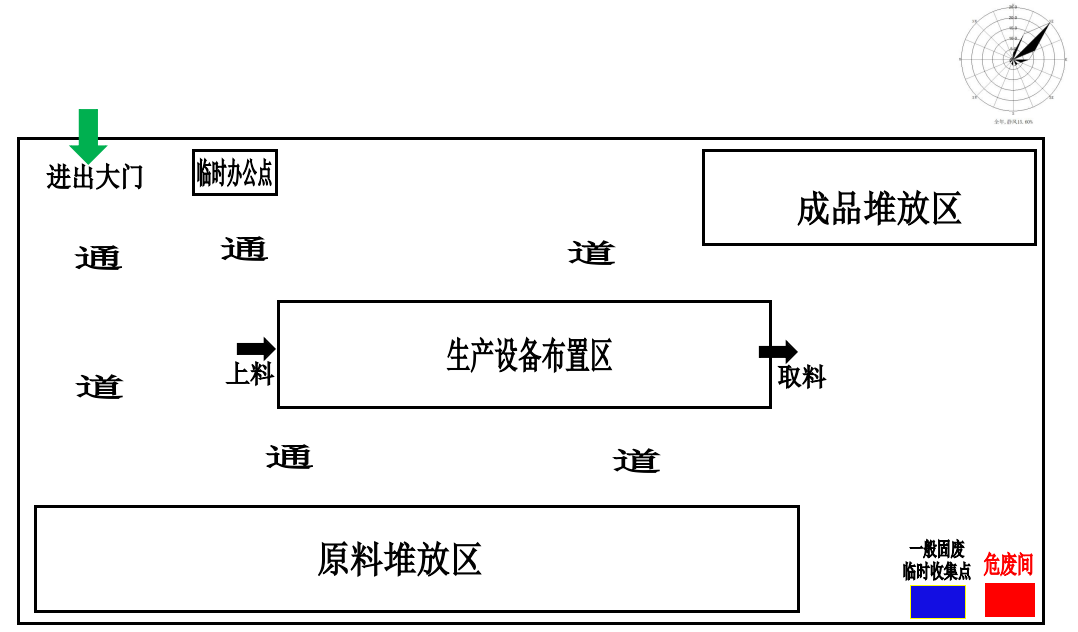 进出大门
临时办公点
成品堆放区
通
通
道
上料
生产设备布置区
取料
道
通
道
原料堆放区
一般固废
临时收集点
危废间